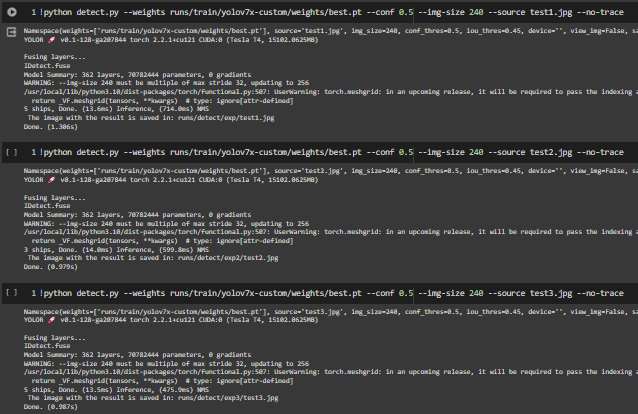 1 !python detect.py --weights runs/train/yolov7x-custom/weights/best.pt --conf 0.5 --img-size 240 --source test1.jpg --no-trace
Namespace(weights=['runs/train/yolov7x-custom/weights/best.pt'], source='test1.jpg', img_size=240, conf_thres=0.5, iou_thres=0.45, device='', view_img=False, sa
YOLOR 🚀 v0.1-128-ga207844 torch 2.2.1+cu121 CUDA:0 (Tesla T4, 15102.0625MB)
Fusing layers...
IDetect.fuse
Model Summary: 362 layers, 70782444 parameters, 0 gradients
WARNING: --img-size 240 must be multiple of max stride 32, updating to 256
/usr/local/lib/python3.10/dist-packages/torch/functional.py:507: UserWarning: torch.meshgrid: in an upcoming release, it will be required to pass the indexing a
return _VF.meshgrid(tensors, **kwargs)  # type: ignore[attr-defined]
5 ships, Done. (13.6ms) Inference, (714.0ms) NMS
The image with the result is saved in: runs/detect/exp/test1.jpg
Done. (1.306s)
[ ] 1 !python detect.py --weights runs/train/yolov7x-custom/weights/best.pt --conf 0.5 --img-size 240 --source test2.jpg --no-trace
Namespace(weights=['runs/train/yolov7x-custom/weights/best.pt'], source='test2.jpg', img_size=240, conf_thres=0.5, iou_thres=0.45, device='', view_img=False, sa
YOLOR 🚀 v0.1-128-ga207844 torch 2.2.1+cu121 CUDA:0 (Tesla T4, 15102.0625MB)
Fusing layers...
IDetect.fuse
Model Summary: 362 layers, 70782444 parameters, 0 gradients
WARNING: --img-size 240 must be multiple of max stride 32, updating to 256
/usr/local/lib/python3.10/dist-packages/torch/functional.py:507: UserWarning: torch.meshgrid: in an upcoming release, it will be required to pass the indexing a
return _VF.meshgrid(tensors, **kwargs)  # type: ignore[attr-defined]
3 ships, Done. (14.0ms) Inference, (599.8ms) NMS
The image with the result is saved in: runs/detect/exp2/test2.jpg
Done. (0.979s)
[ ] 1 !python detect.py --weights runs/train/yolov7x-custom/weights/best.pt --conf 0.5 --img-size 240 --source test3.jpg --no-trace
Namespace(weights=['runs/train/yolov7x-custom/weights/best.pt'], source='test3.jpg', img_size=240, conf_thres=0.5, iou_thres=0.45, device='', view_img=False, sa
YOLOR 🚀 v0.1-128-ga207844 torch 2.2.1+cu121 CUDA:0 (Tesla T4, 15102.0625MB)
Fusing layers...
IDetect.fuse
Model Summary: 362 layers, 70782444 parameters, 0 gradients
WARNING: --img-size 240 must be multiple of max stride 32, updating to 256
/usr/local/lib/python3.10/dist-packages/torch/functional.py:507: UserWarning: torch.meshgrid: in an upcoming release, it will be required to pass the indexing a
return _VF.meshgrid(tensors, **kwargs)  # type: ignore[attr-defined]
5 ships, Done. (13.5ms) Inference, (475.9ms) NMS
The image with the result is saved in: runs/detect/exp3/test3.jpg
Done. (0.987s)